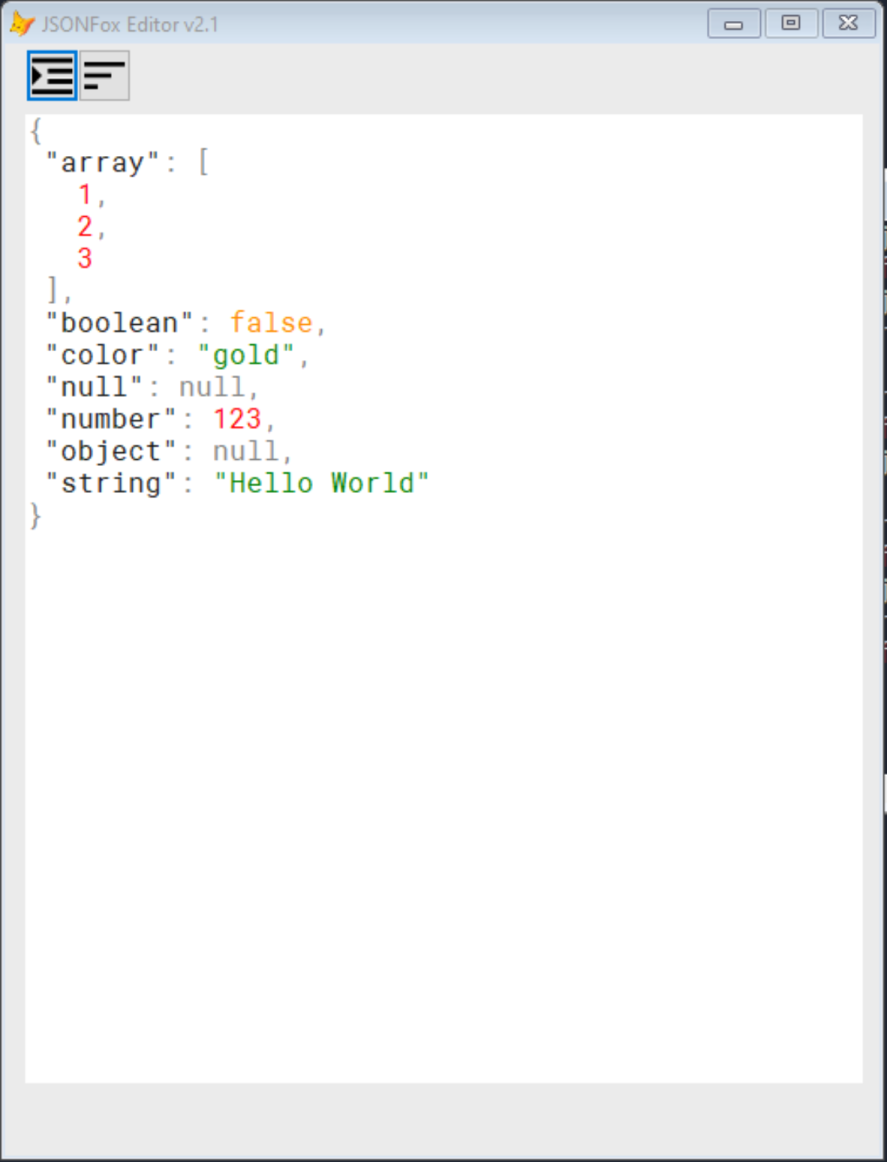 JSONFox Editor v2.1
{
 "array": [
   1,
   2,
   3
 ],
 "boolean": false,
 "color": "gold",
 "null": null,
 "number": 123,
 "object": null,
 "string": "Hello World"
}